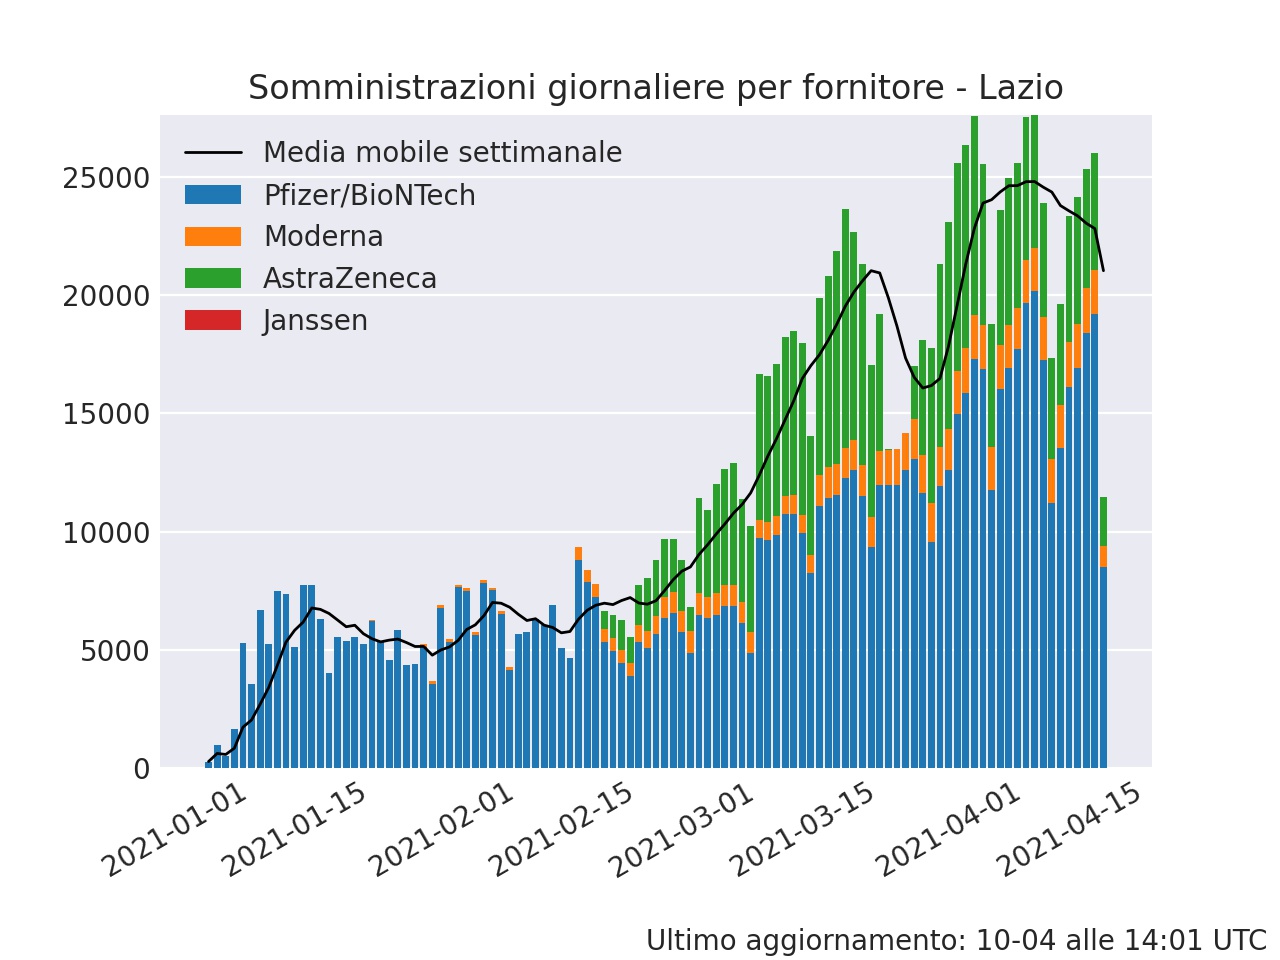 Somministrazioni giornaliere per fornitore - Lazio
Media mobile settimanale
Pfizer/BioNTech
Moderna
AstraZeneca
Janssen
25000
20000
15000
10000
5000
0
2021-01-01
2021-01-15
2021-02-01
2021-02-15
2021-03-01
2021-03-15
2021-04-01
2021-04-15
Ultimo aggiornamento: 10-04 alle 14:01 UTC